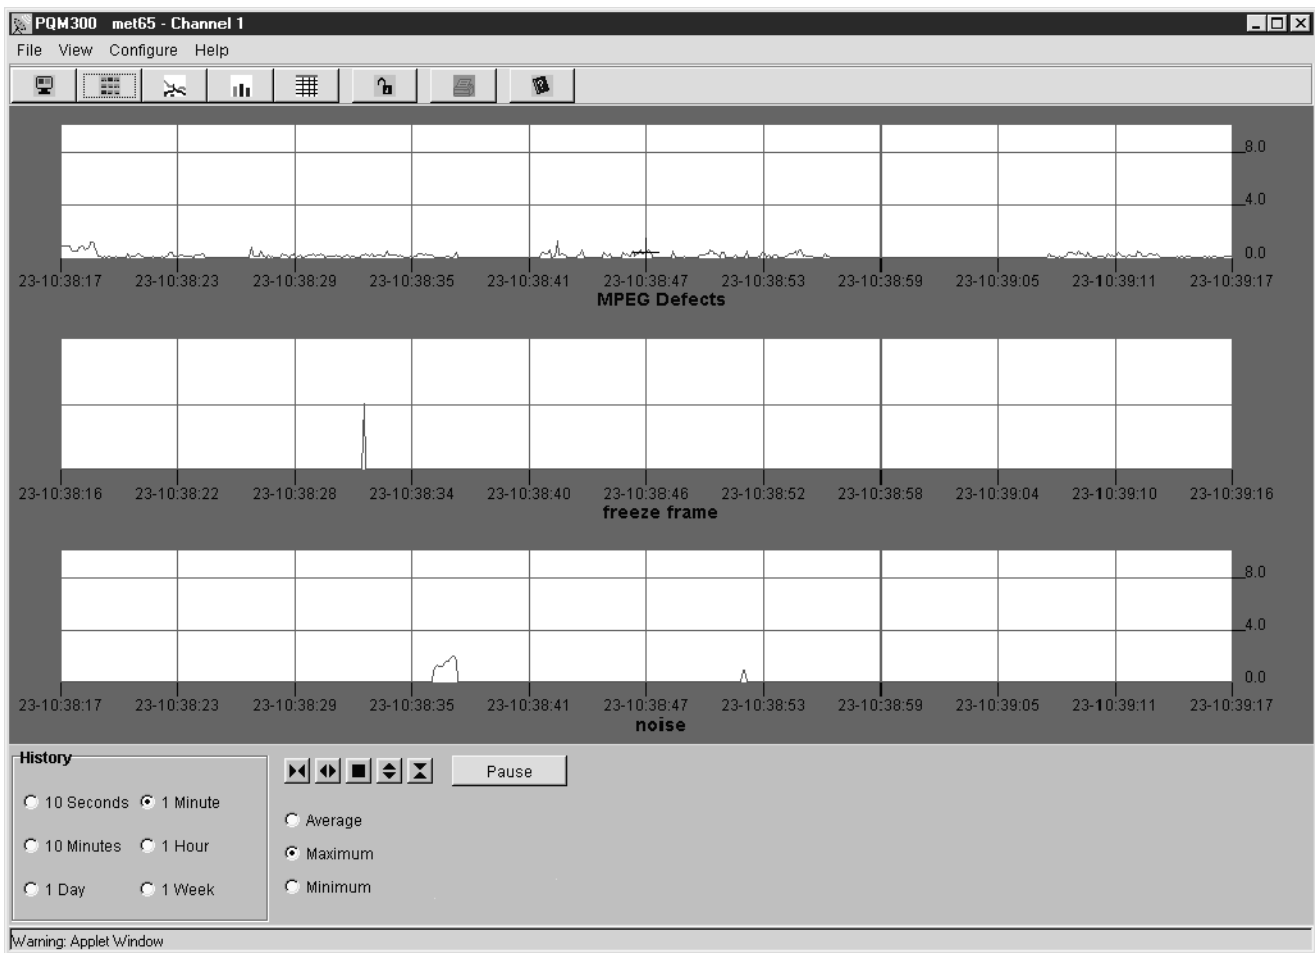 PQM300 met65 - Channel 1
File View Configure Help
8.0
4.0
0.0
23-10:38:17 23-10:38:23 23-10:38:29 23-10:38:35 23-10:38:41 23-10:38:47 23-10:38:53 23-10:38:59 23-10:39:05 23-10:39:11 23-10:39:17
MPEG Defects
23-10:38:16 23-10:38:22 23-10:38:28 23-10:38:34 23-10:38:40 23-10:38:46 23-10:38:52 23-10:38:58 23-10:39:04 23-10:39:10 23-10:39:16
freeze frame
8.0
4.0
0.0
23-10:38:17 23-10:38:23 23-10:38:29 23-10:38:35 23-10:38:41 23-10:38:47 23-10:38:53 23-10:38:59 23-10:39:05 23-10:39:11 23-10:39:17
noise
History
10 Seconds 1 Minute
10 Minutes 1 Hour
1 Day 1 Week
Pause
Average
Maximum
Minimum
Warning: Applet Window